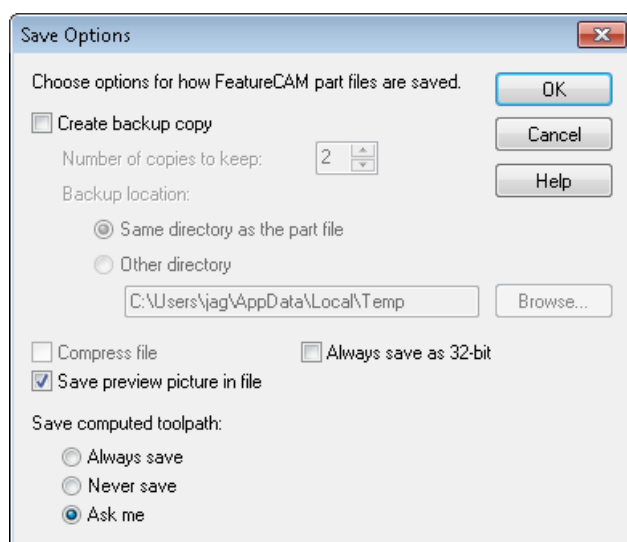 Save Options
Choose options for how FeatureCAM part files are saved.
OK
Create backup copy
Cancel
Number of copies to keep: 2
Help
Backup location:
Same directory as the part file
Other directory
C:\Users\jag\AppData\Local\Temp Browse...
Compress file Always save as 32-bit
Save preview picture in file
Save computed toolpath:
Always save
Never save
Ask me